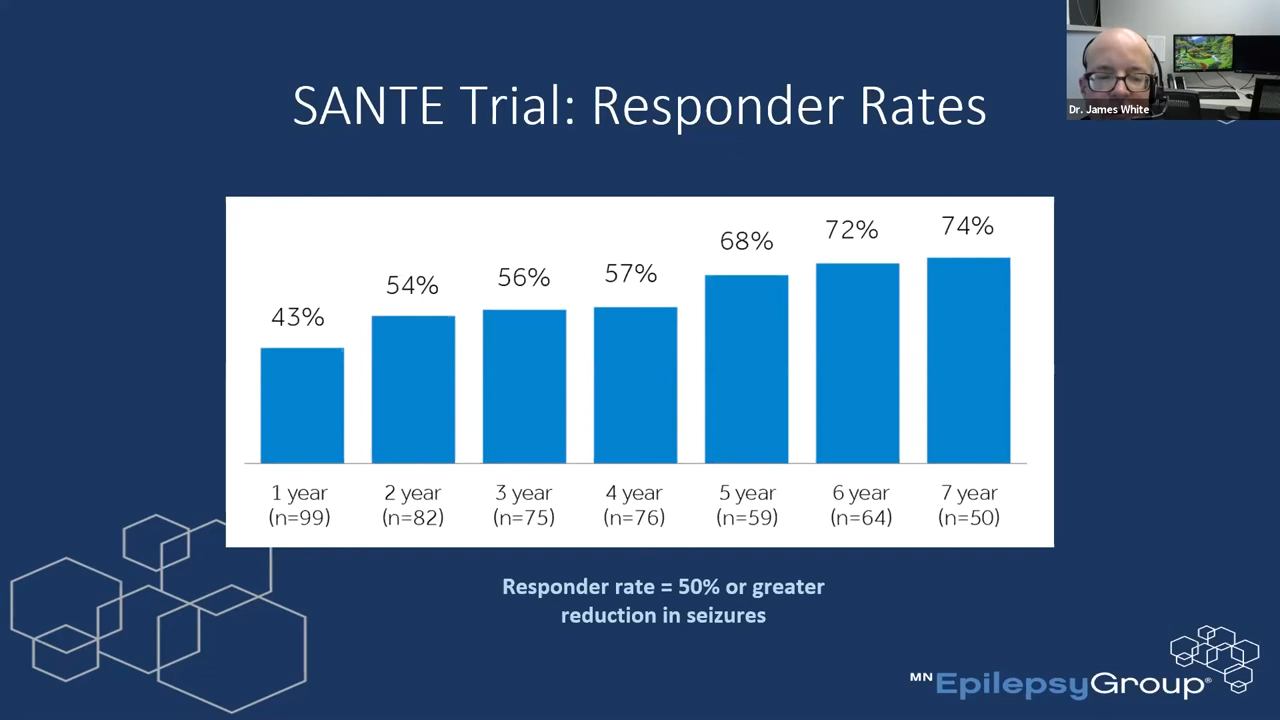 SANTE Trial: Responder Rates
Dr. James White
43%
54%
56%
57%
68%
72%
74%
1 year
(n=99)
2 year
(n=82)
3 year
(n=75)
4 year
(n=76)
5 year
(n=59)
6 year
(n=64)
7 year
(n=50)
Responder rate = 50% or greater
reduction in seizures
MN EpilepsyGroup®